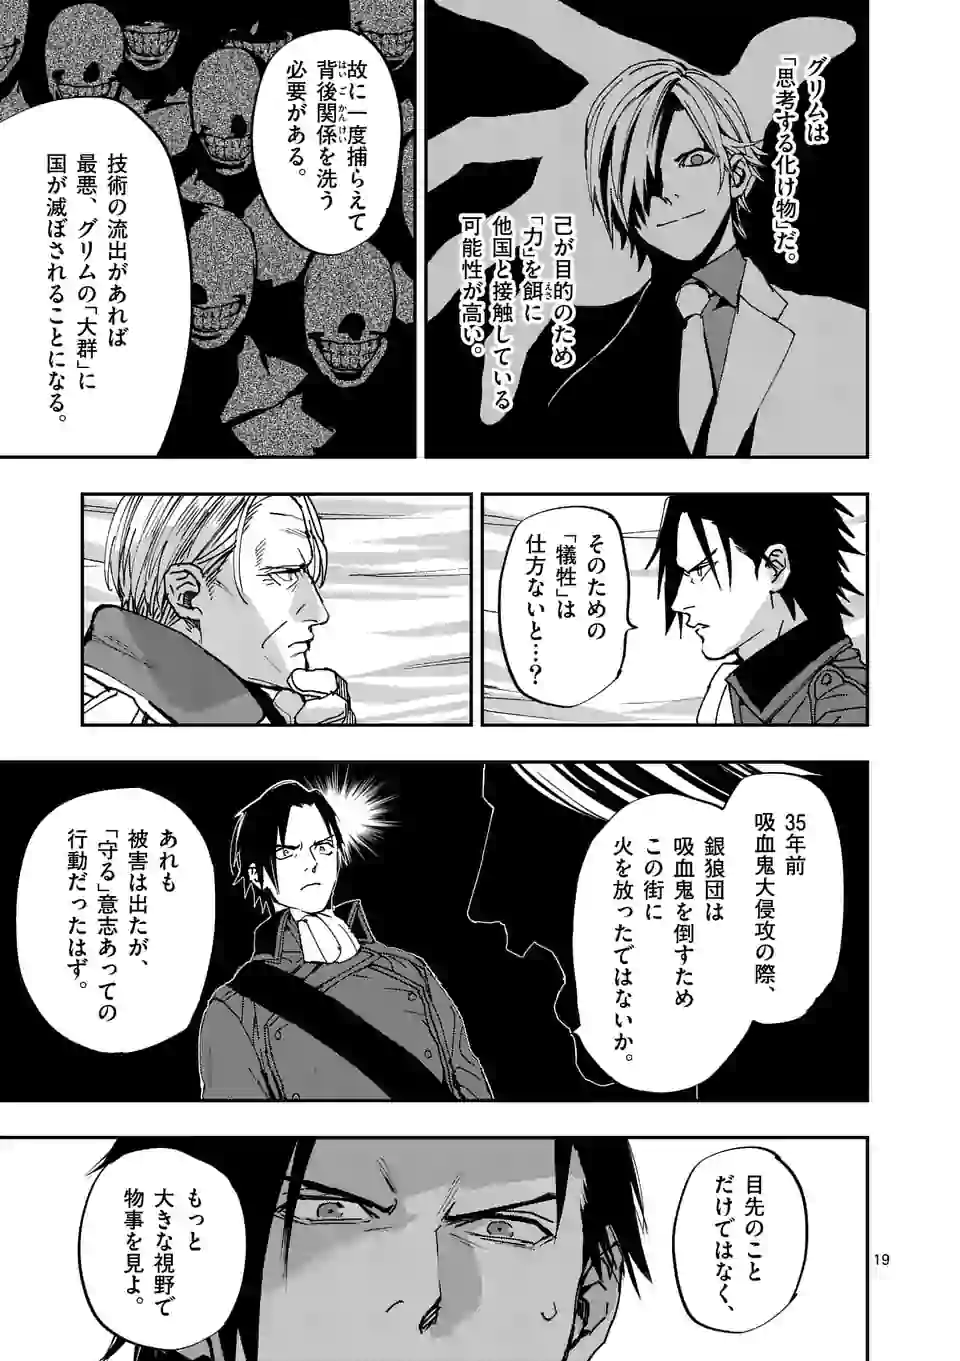 グリムは
「思考する化け物」だ。
己が目的のため
「力」を餌に
他国と接触している
可能性が高い。
故に一度捕らえて
背後関係を洗う
必要がある。
技術の流出があれば
最悪、グリムの「大群」に
国が滅ぼされることになる。
そのための
「犠牲」は
仕方ないと…?
35年前
吸血鬼大侵攻の際、
銀狼団は
吸血鬼を倒すため
この街に
火を放ったではないか。
あれも
被害は出たが、
「守る」意志あっての
行動だったはず。
目先のこと
だけではなく、
もっと
大きな視野で
物事を見よ。
19